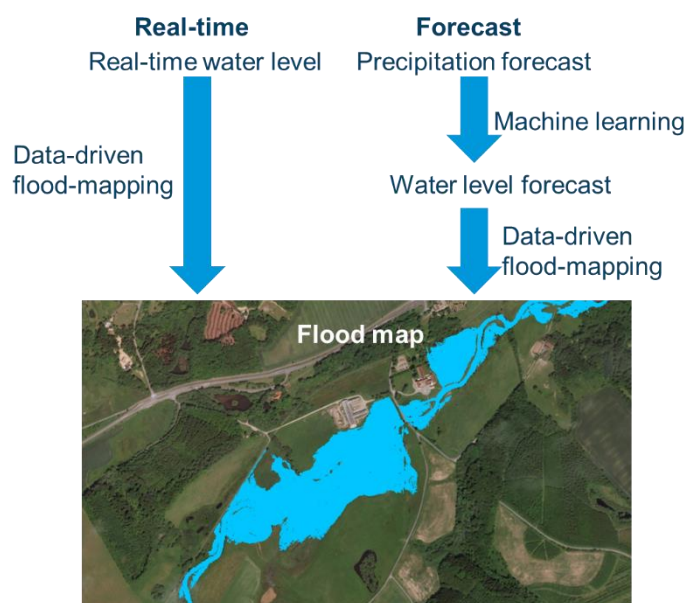 Real-time
Real-time water level
Data-driven
flood-mapping
Forecast
Precipitation forecast
Machine learning
Water level forecast
Data-driven
flood-mapping
Flood map